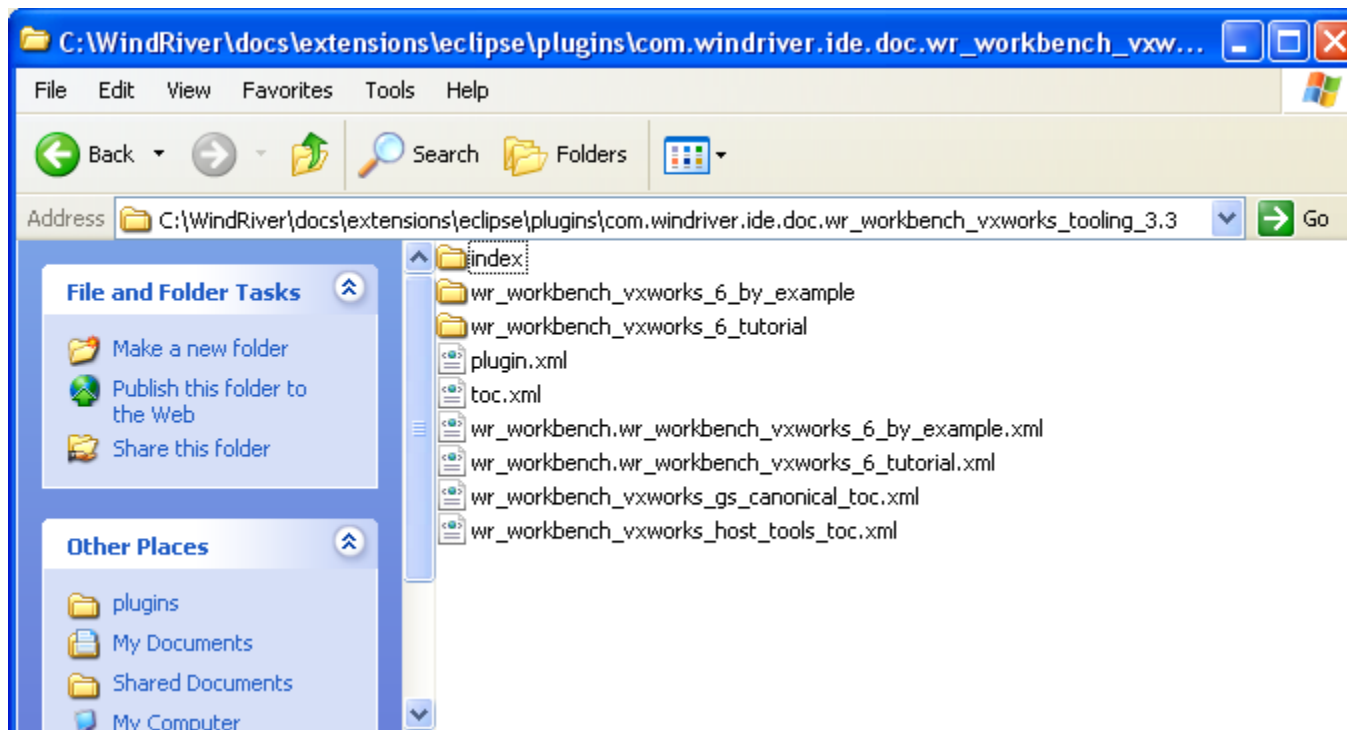 C:\WindRiver\docs\extensions\eclipse\plugins\com.windriver.ide.doc.wr_workbench_vxw...
File Edit View Favorites Tools Help
Back Search Folders
Address C:\WindRiver\docs\extensions\eclipse\plugins\com.windriver.ide.doc.wr_workbench_vxworks_tooling_3.3 Go
File and Folder Tasks
Make a new folder
Publish this folder to
the Web
Share this folder
Other Places
plugins
My Documents
Shared Documents
My Computer
index
wr_workbench_vxworks_6_by_example
wr_workbench_vxworks_6_tutorial
plugin.xml
toc.xml
wr_workbench.wr_workbench_vxworks_6_by_example.xml
wr_workbench.wr_workbench_vxworks_6_tutorial.xml
wr_workbench_vxworks_gs_canonical_toc.xml
wr_workbench_vxworks_host_tools_toc.xml